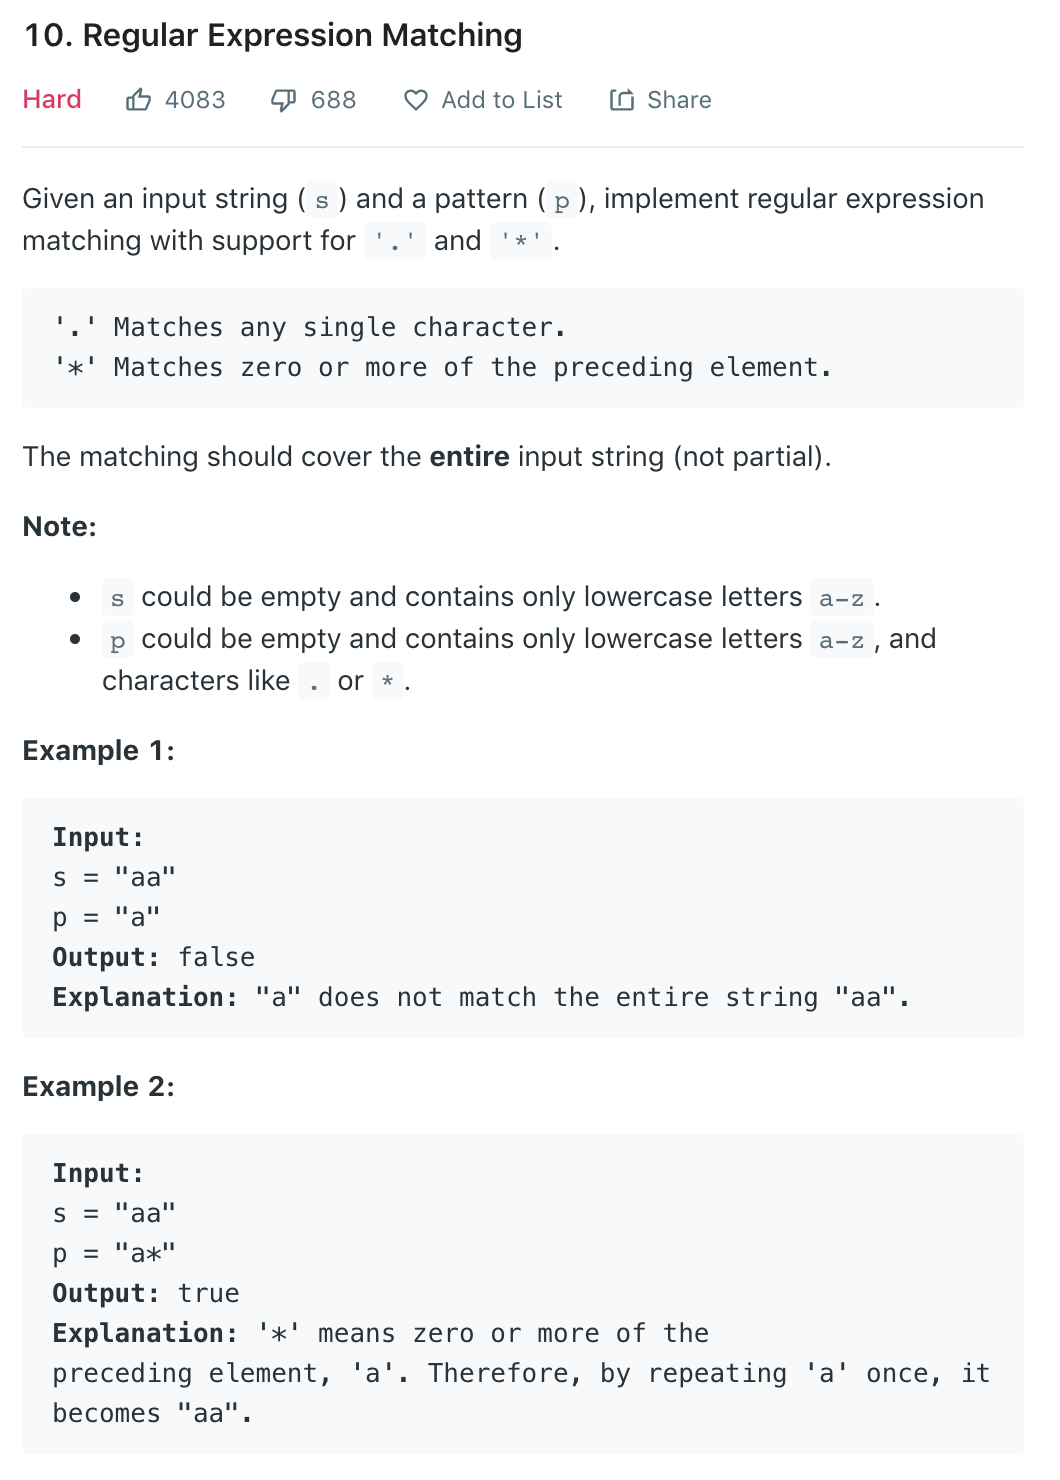 10. Regular Expression Matching
Hard 4083 688 Add to List Share
Given an input string ( s ) and a pattern ( p ), implement regular expression
matching with support for '.' and '*' .
'.' Matches any single character.
'*' Matches zero or more of the preceding element.
The matching should cover the entire input string (not partial).
Note:
• s could be empty and contains only lowercase letters a-z .
• p could be empty and contains only lowercase letters a-z , and
characters like . or * .
Example 1:
Input:
s = "aa"
p = "a"
Output: false
Explanation: "a" does not match the entire string "aa".
Example 2:
Input:
s = "aa"
p = "a*"
Output: true
Explanation: '*' means zero or more of the
preceding element, 'a'. Therefore, by repeating 'a' once, it
becomes "aa".